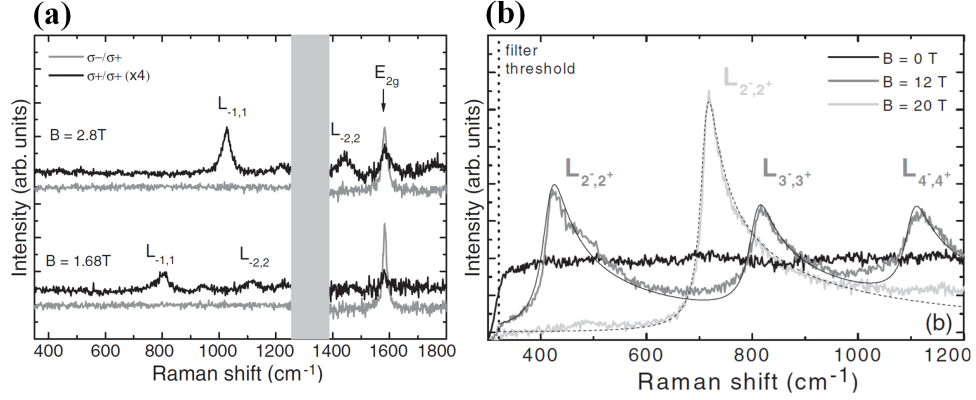 (a)
σ−/σ+
σ+/σ+ (x4)
E2g
L-1,1
L-2,2
B = 2.8T
L-1,1
L-2,2
B = 1.68T
Intensity (arb. units)
400 600 800 1000 1200 1400 1600 1800
Raman shift (cm-1)
(b)
filter
threshold
B = 0 T
B = 12 T
B = 20 T
L2-,2+
L2-,2+
L3-,3+
L4-,4+
Intensity (arb. units)
(b)
400 600 800 1000 1200
Raman shift (cm-1)